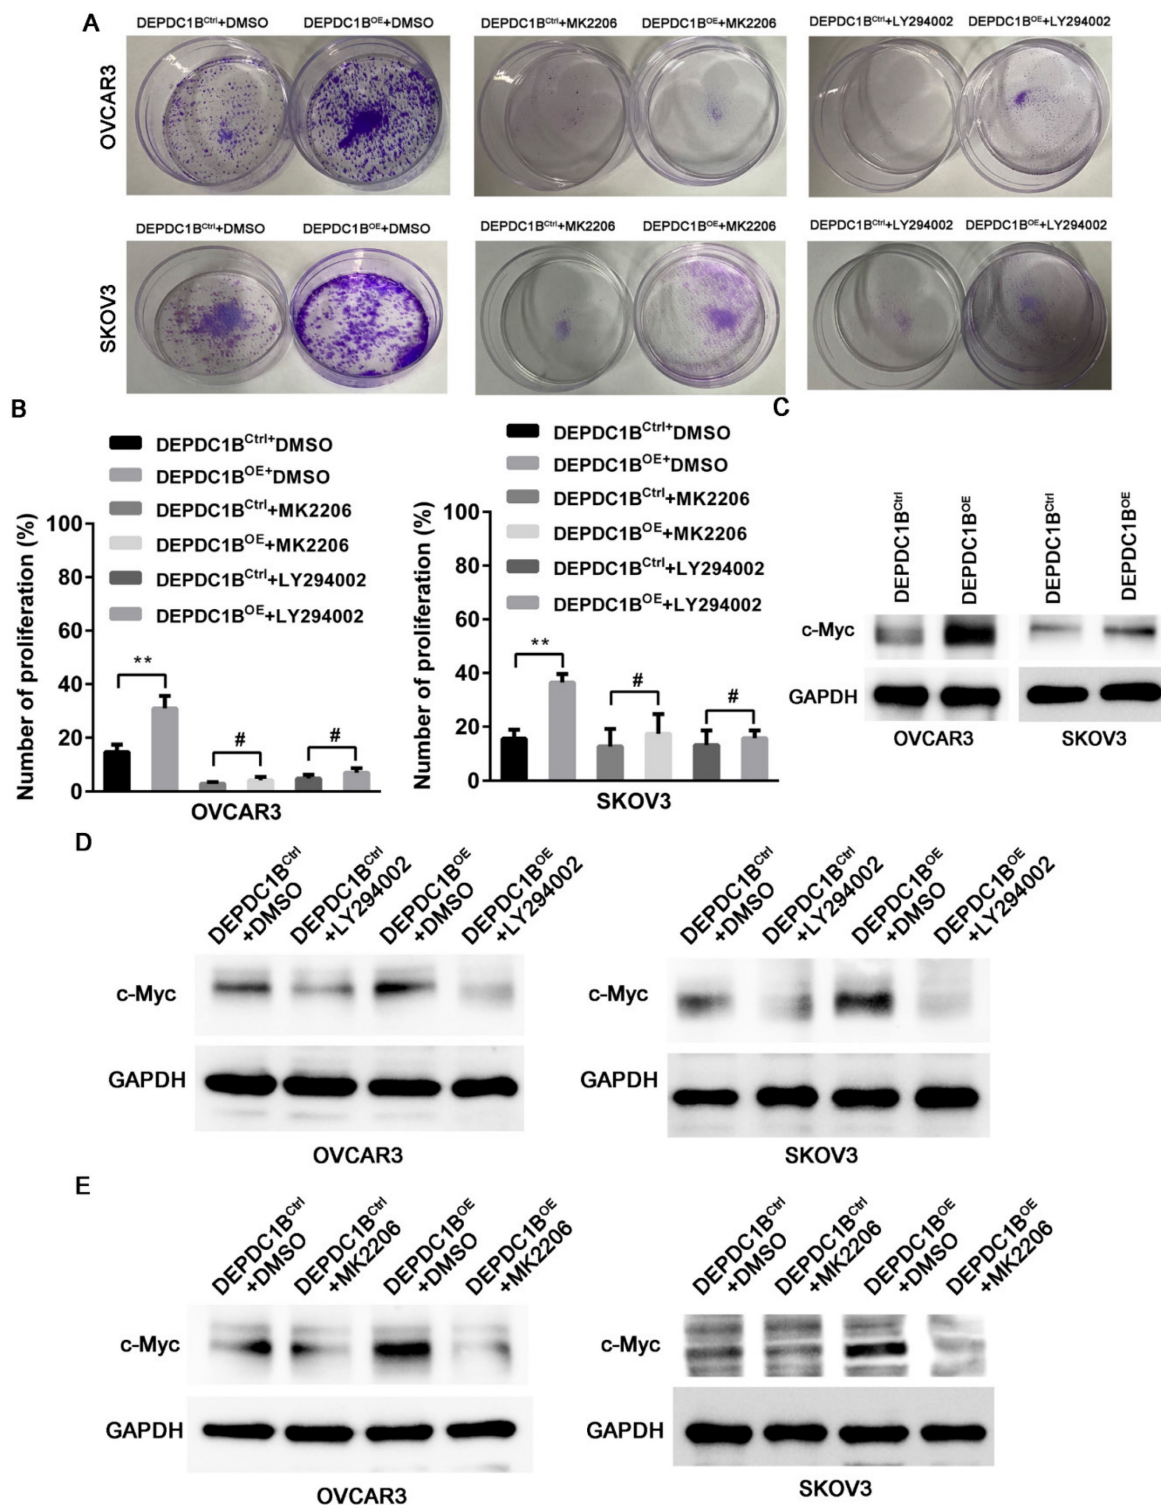 A
DEPDC1BCtrl+DMSO DEPDC1BOE+DMSO DEPDC1BCtrl+MK2206 DEPDC1BOE+MK2206 DEPDC1BCtrl+LY294002 DEPDC1BOE+LY294002
OVCAR3
DEPDC1BCtrl+DMSO DEPDC1BOE+DMSO DEPDC1BCtrl+MK2206 DEPDC1BOE+MK2206 DEPDC1BCtrl+LY294002 DEPDC1BOE+LY294002
SKOV3
B
DEPDC1BCtrl+DMSO
DEPDC1BOE+DMSO
DEPDC1BCtrl+MK2206
DEPDC1BOE+MK2206
DEPDC1BCtrl+LY294002
DEPDC1BOE+LY294002
Number of proliferation (%)
100
80
60
40
20
0
**
#
#
OVCAR3
DEPDC1BCtrl+DMSO
DEPDC1BOE+DMSO
DEPDC1BCtrl+MK2206
DEPDC1BOE+MK2206
DEPDC1BCtrl+LY294002
DEPDC1BOE+LY294002
Number of proliferation (%)
100
80
60
40
20
0
**
#
#
SKOV3
C
DEPDC1BCtrl
DEPDC1BOE
DEPDC1BCtrl
DEPDC1BOE
c-Myc
GAPDH
OVCAR3 SKOV3
D
DEPDC1BCtrl
+DMSO
DEPDC1BCtrl
+LY294002
DEPDC1BOE
+DMSO
DEPDC1BOE
+LY294002
c-Myc
GAPDH
OVCAR3
DEPDC1BCtrl
+DMSO
DEPDC1BCtrl
+LY294002
DEPDC1BOE
+DMSO
DEPDC1BOE
+LY294002
c-Myc
GAPDH
SKOV3
E
DEPDC1BCtrl
+DMSO
DEPDC1BCtrl
+MK2206
DEPDC1BOE
+DMSO
DEPDC1BOE
+MK2206
c-Myc
GAPDH
OVCAR3
DEPDC1BCtrl
+DMSO
DEPDC1BCtrl
+MK2206
DEPDC1BOE
+DMSO
DEPDC1BOE
+MK2206
c-Myc
GAPDH
SKOV3